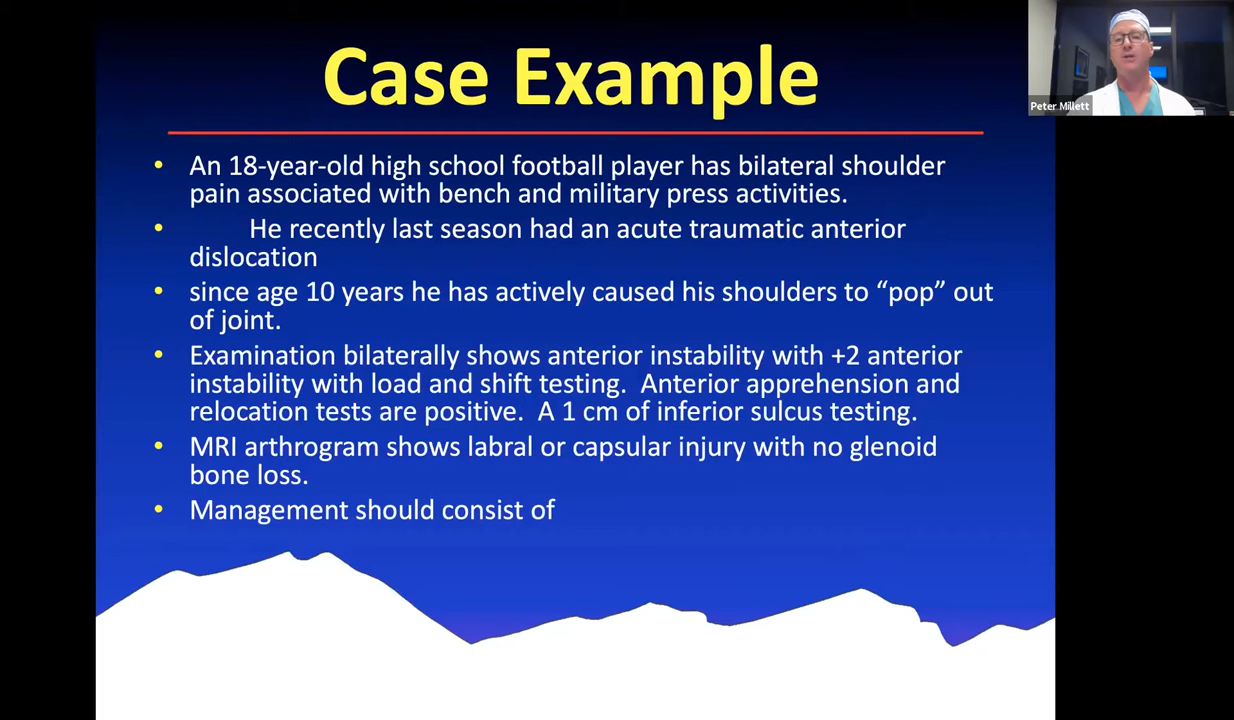 Case Example
Peter Millett
• An 18-year-old high school football player has bilateral shoulder
pain associated with bench and military press activities.
• He recently last season had an acute traumatic anterior
dislocation
• since age 10 years he has actively caused his shoulders to “pop” out
of joint.
• Examination bilaterally shows anterior instability with +2 anterior
instability with load and shift testing. Anterior apprehension and
relocation tests are positive. A 1 cm of inferior sulcus testing.
• MRI arthrogram shows labral or capsular injury with no glenoid
bone loss.
• Management should consist of